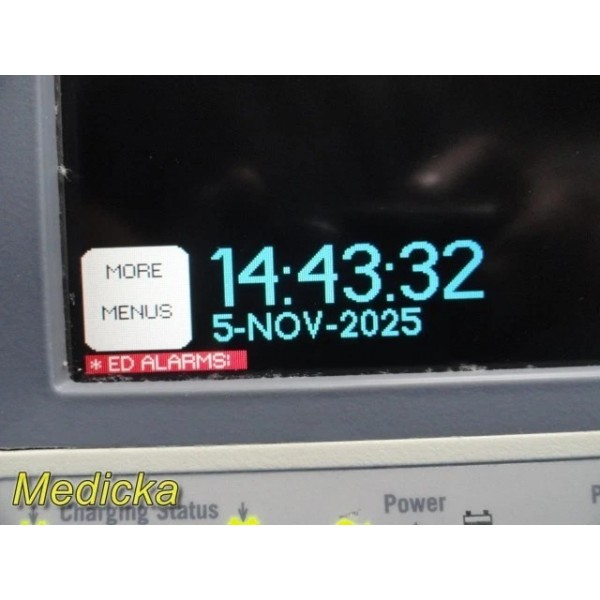 MORE
MENUS
14:43:32
5-NOV-2025
* ED ALARMS:
Medicka
Charging Status
Power
P